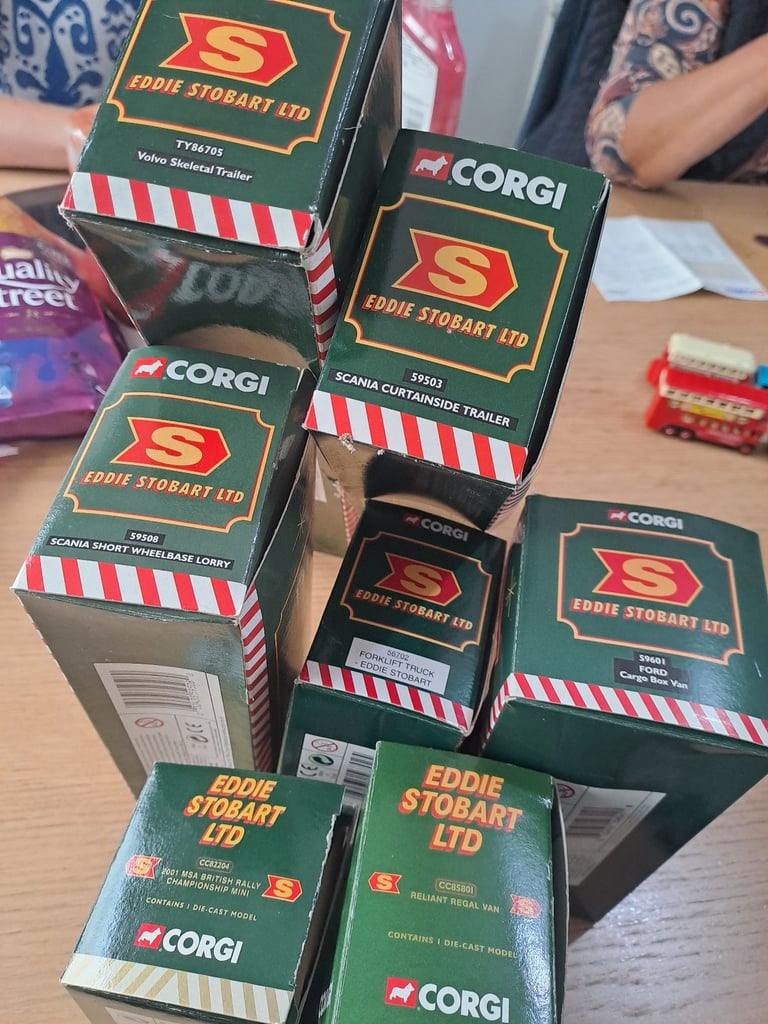 S
EDDIE STOBART LTD
TY86705
Volvo Skeletal Trailer
CORGI
S
EDDIE STOBART LTD
59503
SCANIA CURTAINSIDE TRAILER
uality
treet
CORGI
S
EDDIE STOBART LTD
59508
SCANIA SHORT WHEELBASE LORRY
CORGI
S
EDDIE STOBART LTD
56702
FORKLIFT TRUCK
- EDDIE STOBART
CORGI
S
EDDIE STOBART LTD
59601
FORD
Cargo Box Van
CE
EDDIE
STOBART
LTD
CC82204
S
2001 MSA BRITISH RALLY
CHAMPIONSHIP MINI
S
CONTAINS 1 DIE-CAST MODEL
CORGI
EDDIE
STOBART
LTD
CC85801
S
RELIANT REGAL VAN
S
CONTAINS 1 DIE-CAST MODEL
CORGI